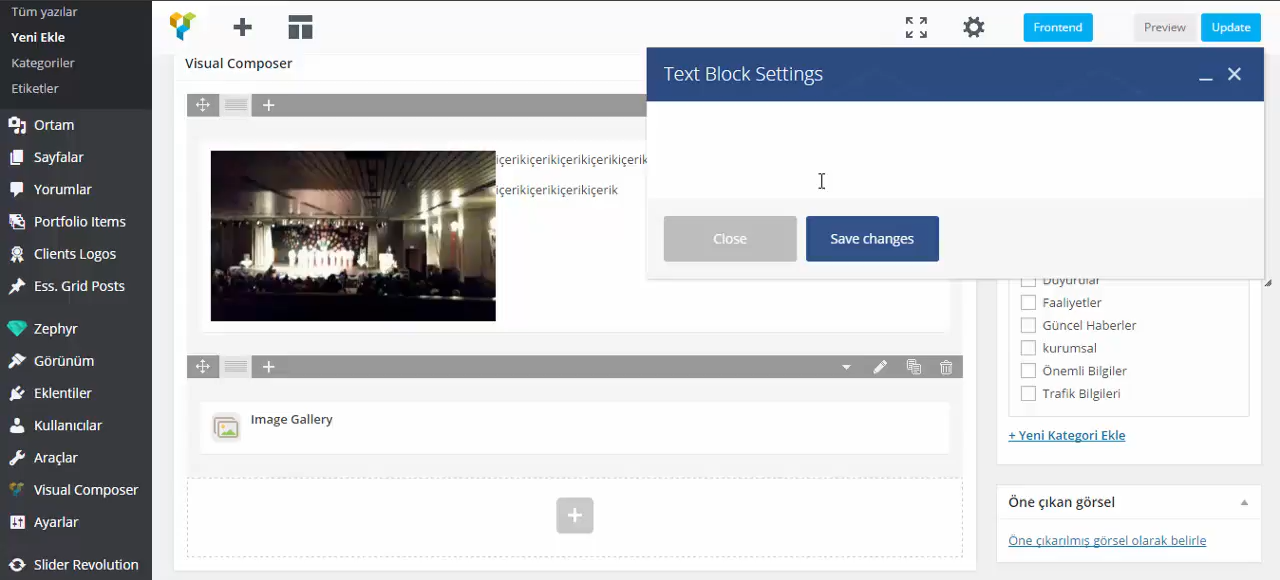 Tüm yazılar
Yeni Ekle
Kategoriler
Etiketler
Ortam
Sayfalar
Yorumlar
Portfolio Items
Clients Logos
Ess. Grid Posts
Zephyr
Görünüm
Eklentiler
Kullanıcılar
Araçlar
Visual Composer
Ayarlar
Slider Revolution
Frontend
Preview
Update
Visual Composer
Text Block Settings
Close
Save changes
içerikiçerikiçerikiçerikiçerik
içerikiçerikiçerikiçerik
Image Gallery
Duyurular
Faaliyetler
Güncel Haberler
kurumsal
Önemli Bilgiler
Trafik Bilgileri
+ Yeni Kategori Ekle
Öne çıkan görsel
Öne çıkarılmış görsel olarak belirle